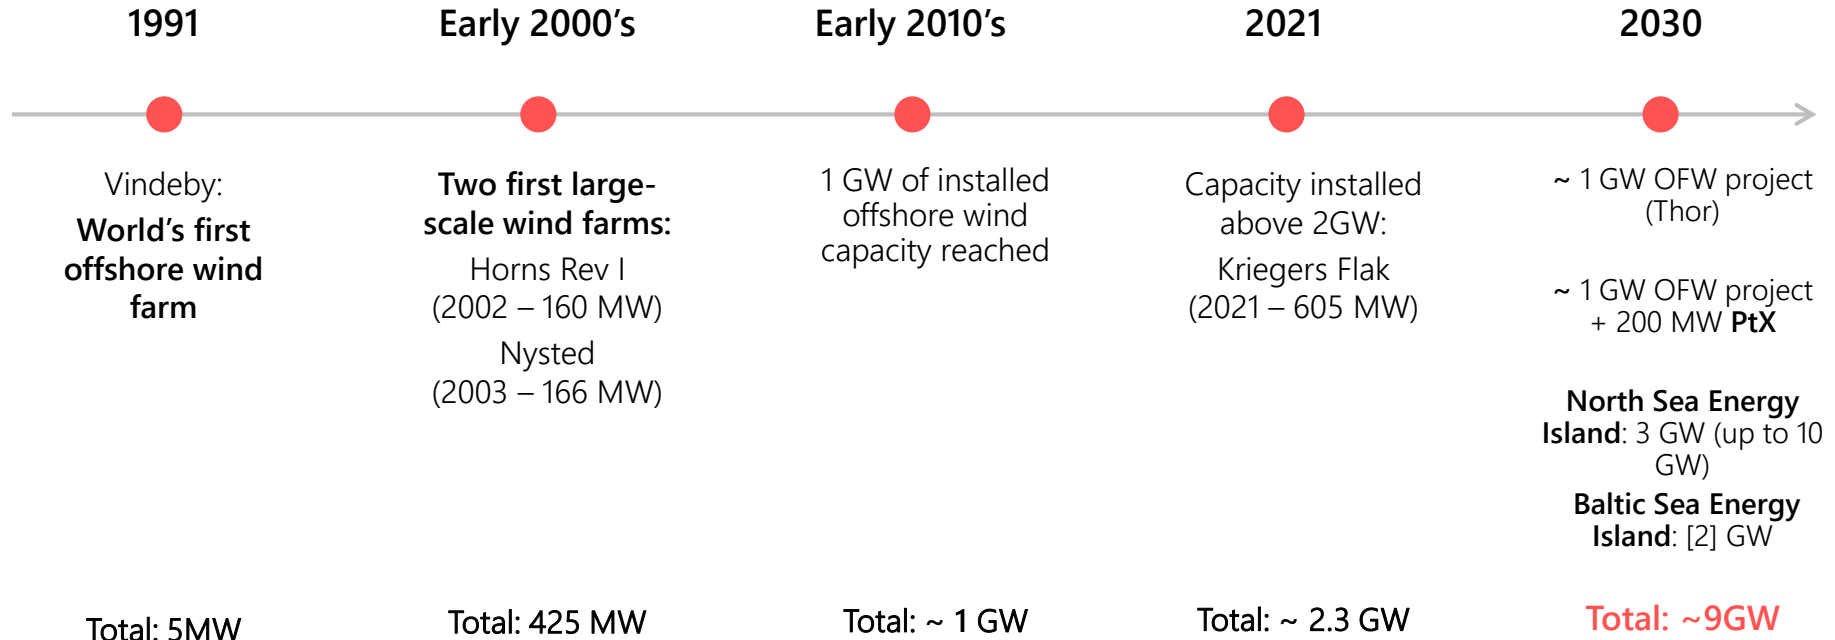 1991
Early 2000's
Early 2010's
2021
2030
Vindeby:
World's first
offshore wind
farm
Total: 5MW
Two first large-
scale wind farms:
Horns Rev I
(2002 – 160 MW)
Nysted
(2003 – 166 MW)
Total: 425 MW
1 GW of installed
offshore wind
capacity reached
Total: ~ 1 GW
Capacity installed
above 2GW:
Kriegers Flak
(2021 – 605 MW)
Total: ~ 2.3 GW
~ 1 GW OFW project
(Thor)
~ 1 GW OFW project
+ 200 MW PtX
North Sea Energy
Island: 3 GW (up to 10
GW)
Baltic Sea Energy
Island: [2] GW
Total: ~9GW